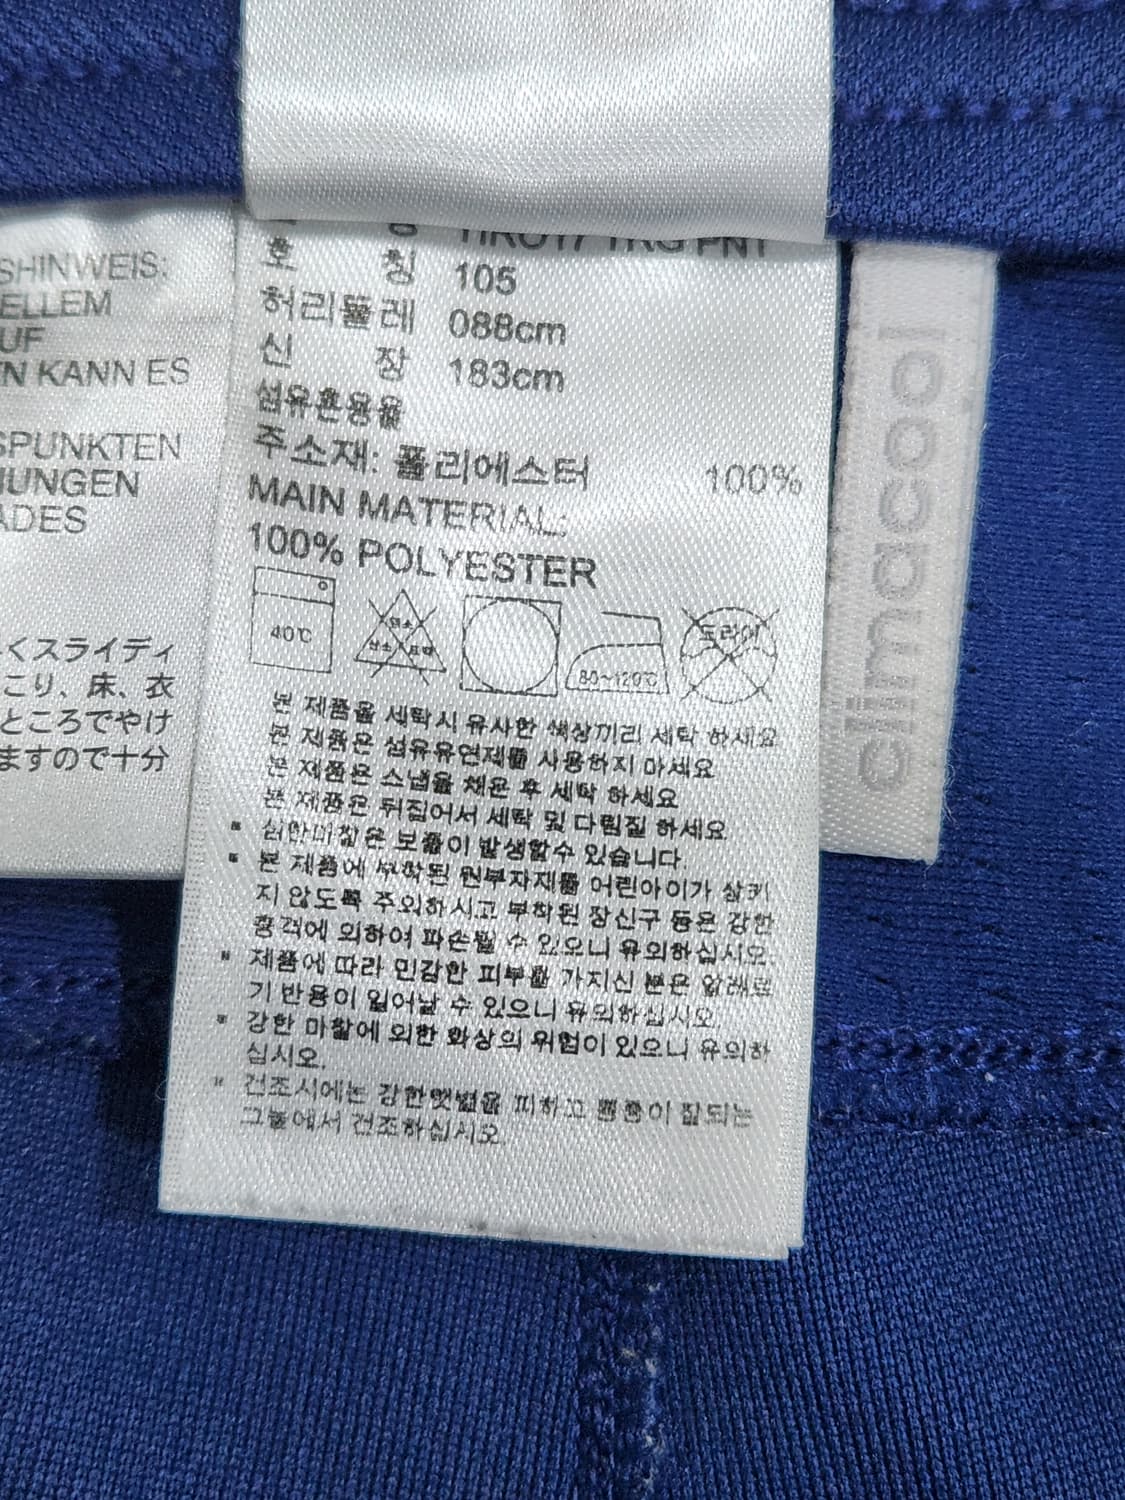 SHINWEIS:
ELLEM
UF
N KANN ES
SPUNKTEN
ADES
くスライディ
こり、床、衣
ところでやけ
ますので十分
TIRO17 TRG PNT
호 칭 105
허리둘레 088cm
신 장 183cm
섬유혼용율
주소재: 폴리에스터 100%
MAIN MATERIAL:
100% POLYESTER
40℃
염소
산소 표백
80~120℃
드라이
본 제품을 세탁시 유사한 색상끼리 세탁 하세요
본 제품은 섬유유연제를 사용하지 마세요
본 제품은 스냅을 채운 후 세탁 하세요
본 제품은 뒤집어서 세탁 및 다림질 하세요
* 심한마찰은 보풀이 발생할수 있습니다.
* 본 제품에 부착된 원부자재를 어린아이가 삼키
지 않도록 주의하시고 부착된 장신구 등은 강한
충격에 의하여 파손될 수 있으니 유의하십시오.
* 제품에 따라 민감한 피부를 가지신 분은 알레르
기 반응이 일어날 수 있으니 유의하십시오.
* 강한 마찰에 의한 화상의 위험이 있으니 유의하
십시오.
* 건조시에는 강한햇볕을 피하고 통풍이 잘되는
그늘에서 건조하십시오.
climacool